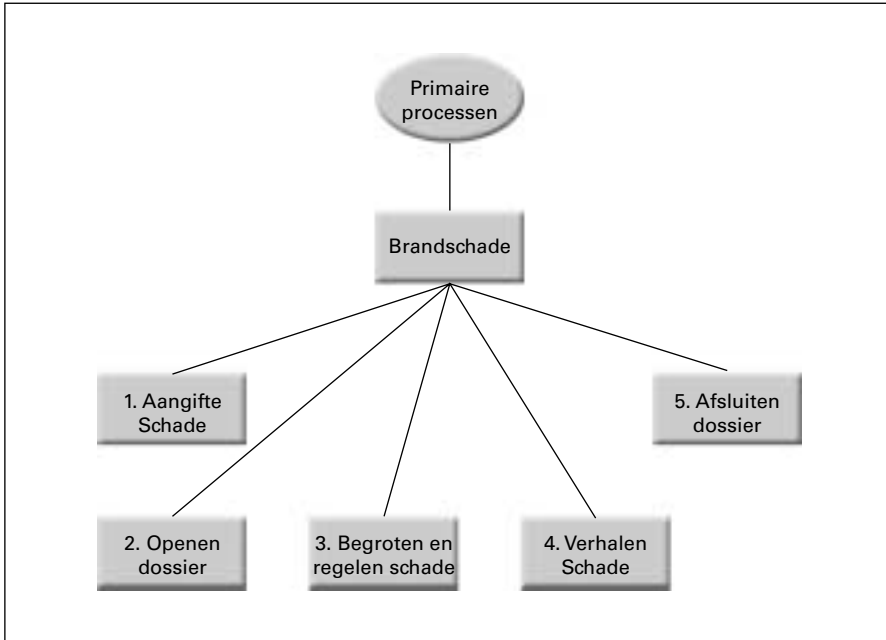 Primaire
processen
Brandschade
1. Aangifte
Schade
5. Afsluiten
dossier
2. Openen
dossier
3. Begroten en
regelen schade
4. Verhalen
Schade